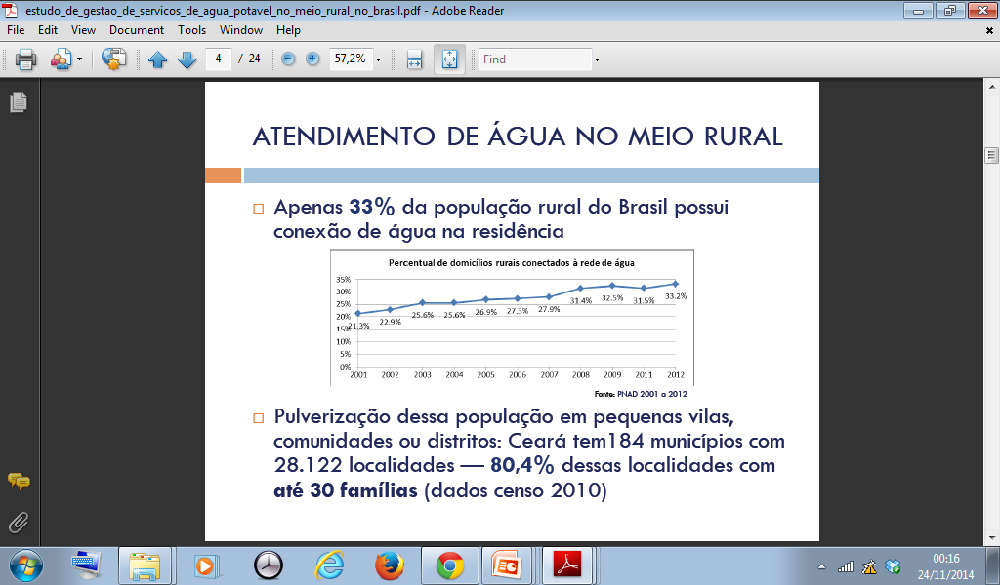 estudo_de_gestao_de_servicos_de_agua_potavel_no_meio_rural_no_brasil.pdf - Adobe Reader
File Edit View Document Tools Window Help
4 / 24 57,2% Find
ATENDIMENTO DE ÁGUA NO MEIO RURAL
Apenas 33% da população rural do Brasil possui
conexão de água na residência
Percentual de domicílios rurais conectados à rede de água
35%
30%
25%
20%
15%
10%
5%
0%
21.3% 22.9% 25.6% 25.6% 26.9% 27.3% 27.9% 31.4% 32.5% 31.5% 33.2%
2001 2002 2003 2004 2005 2006 2007 2008 2009 2011 2012
Fonte: PNAD 2001 a 2012
Pulverização dessa população em pequenas vilas,
comunidades ou distritos: Ceará tem184 municípios com
28.122 localidades — 80,4% dessas localidades com
até 30 famílias (dados censo 2010)
00:16
24/11/2014